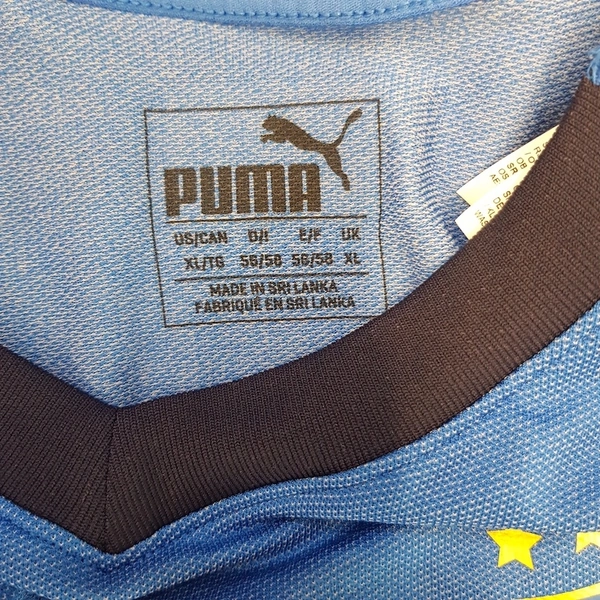 PUMA
US/CAN D/I E/F UK
XL/TG 56/58 56/58 XL
MADE IN SRI LANKA
FABRIQUÉ EN SRI LANKA